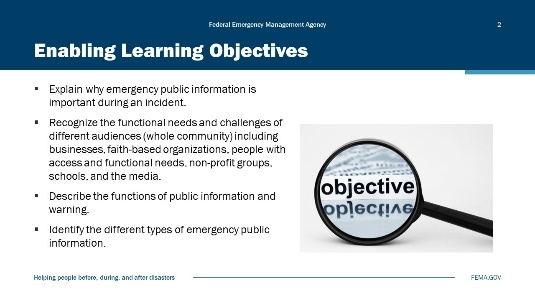 Federal Emergency Management Agency
2
Enabling Learning Objectives
▪ Explain why emergency public information is
important during an incident.
▪ Recognize the functional needs and challenges of
different audiences (whole community) including
businesses, faith-based organizations, people with
access and functional needs, non-profit groups,
schools, and the media.
▪ Describe the functions of public information and
warning.
▪ Identify the different types of emergency public
information.
objective
objective
Helping people before, during, and after disasters
FEMA.GOV